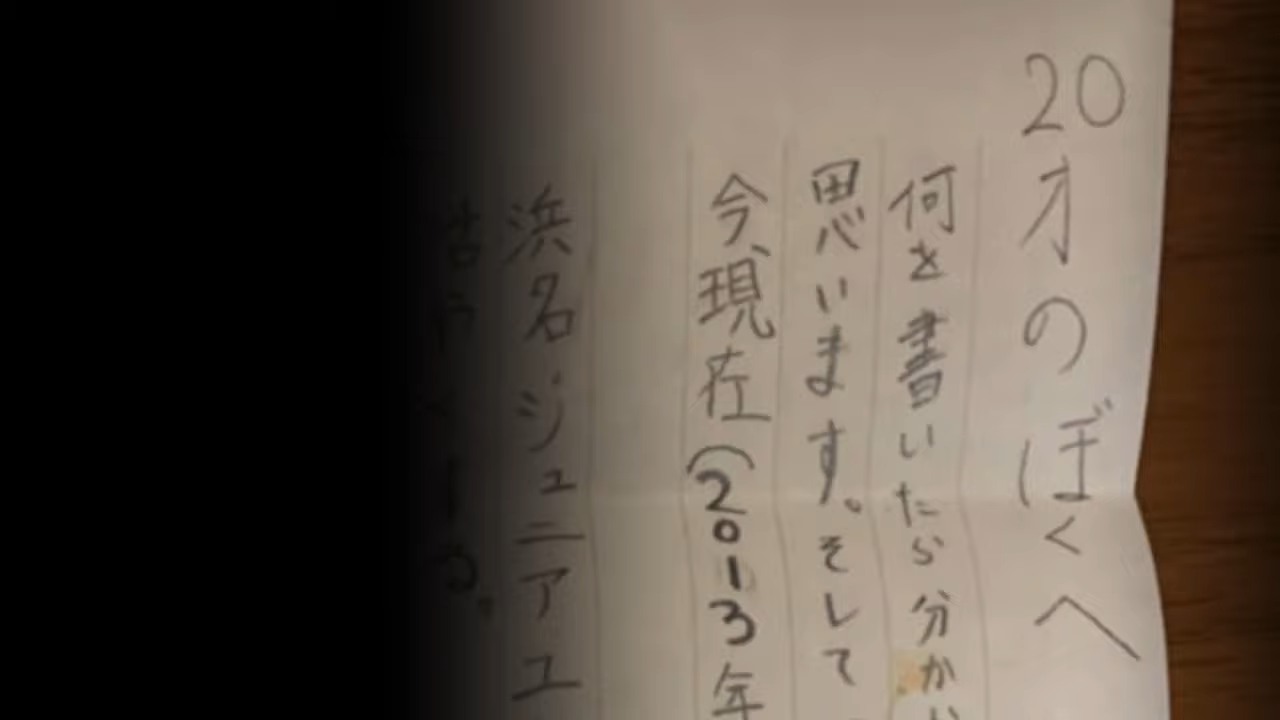 20才のぼくへ
何を書いたら分か
思います。そして
今、現在(2013年
浜名ジュニアユ